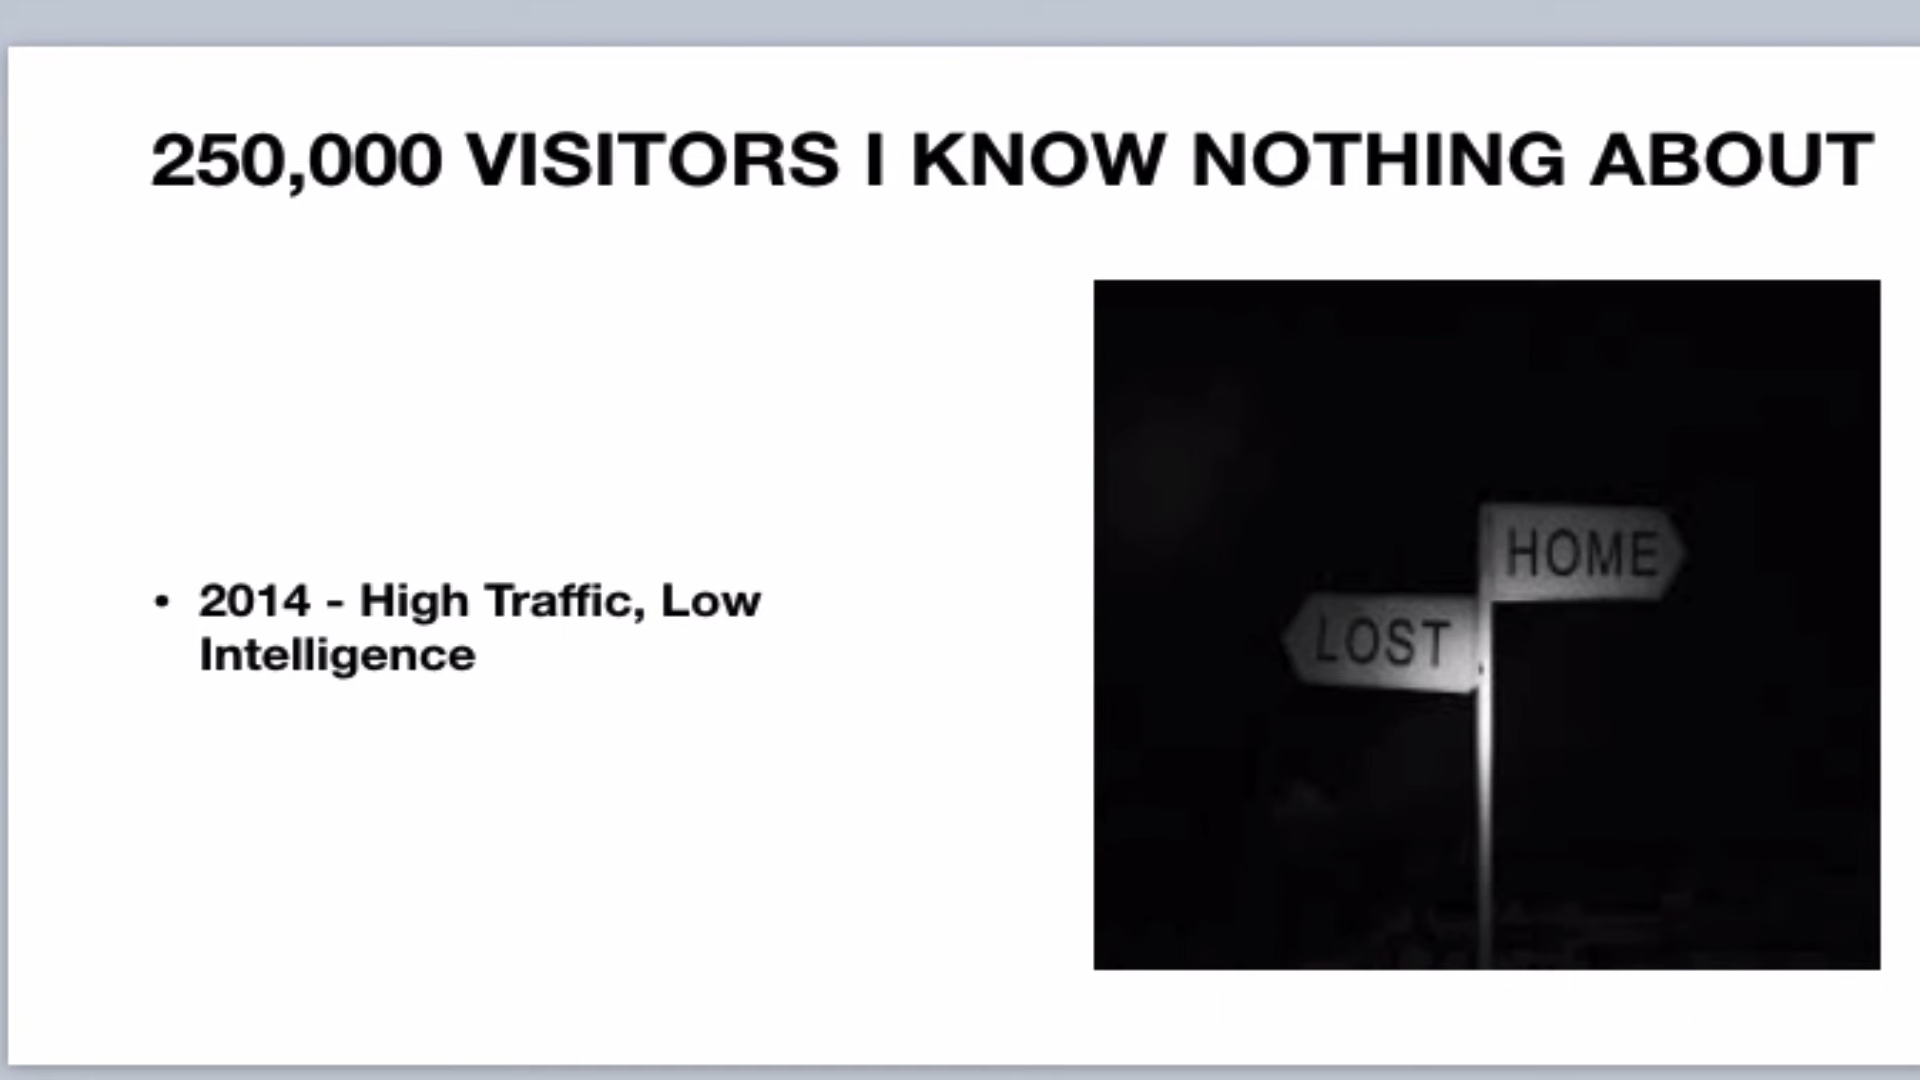 250,000 VISITORS I KNOW NOTHING ABOUT
• 2014 - High Traffic, Low
Intelligence
HOME
LOST